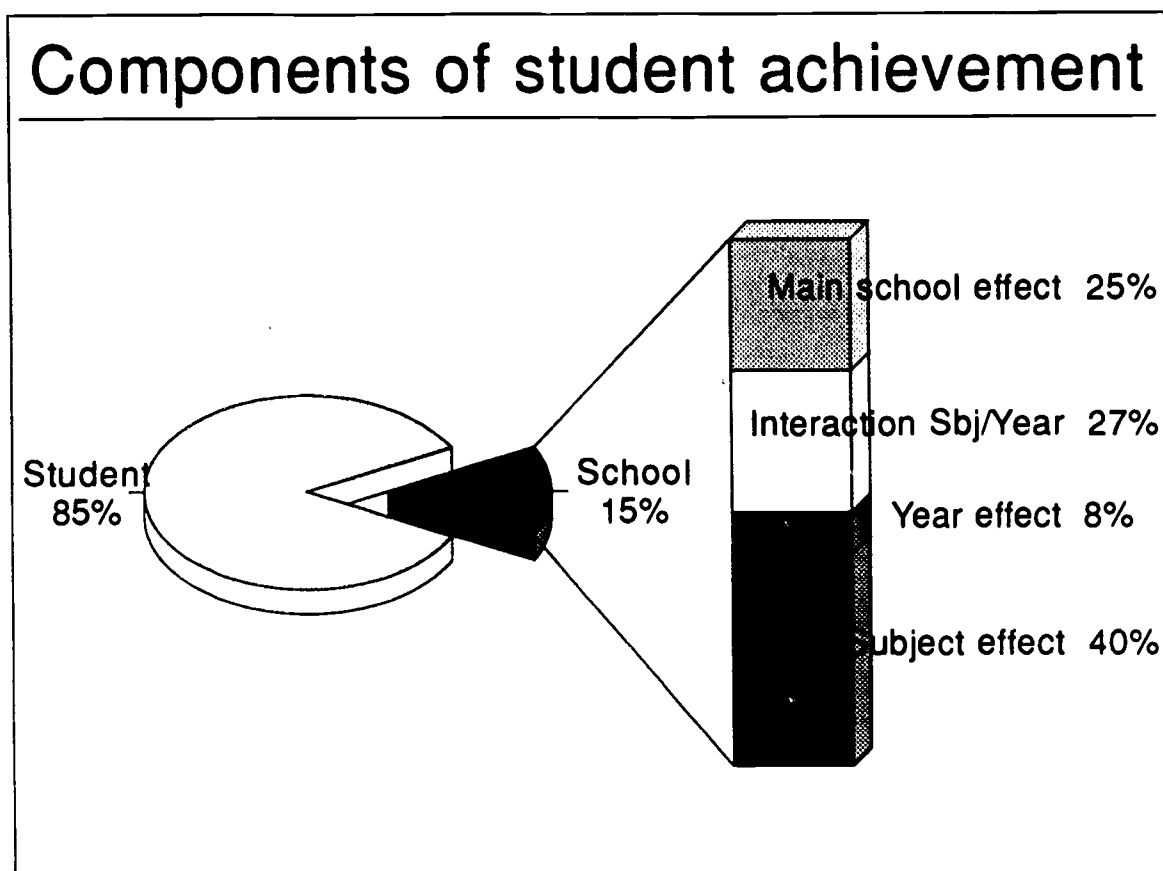 Components of student achievement
Main school effect 25%
Interaction Sbj/Year 27%
Student
85%
School
15%
Year effect 8%
Subject effect 40%